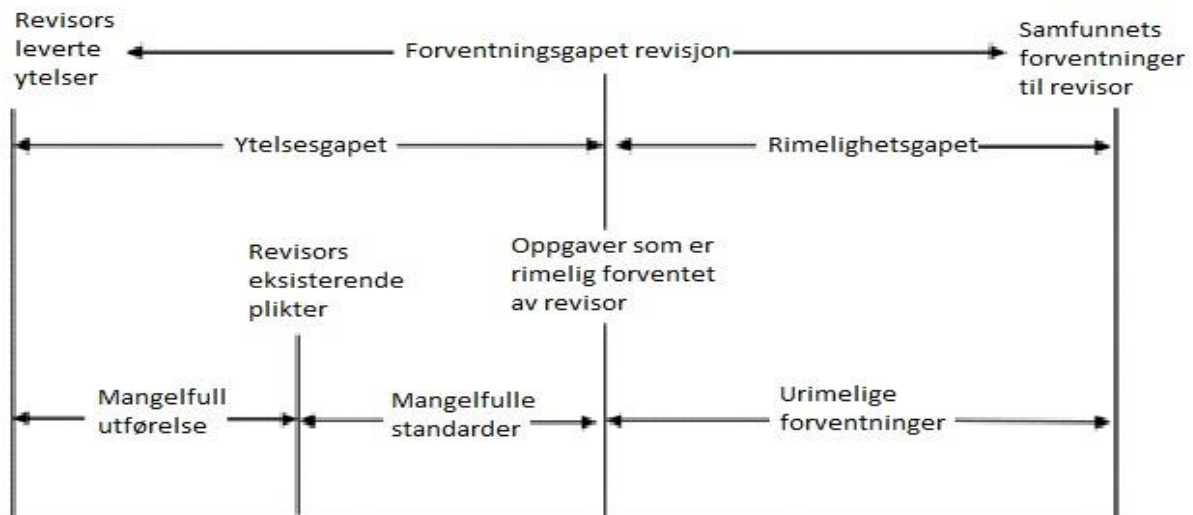 Revisors
leverte
ytelser
Forventningsgapet revisjon
Samfunnets
forventninger
til revisor
Ytelsesgapet
Rimelighetsgapet
Revisors
eksisterende
plikter
Oppgaver som er
rimelig forventet
av revisor
Mangelfull
utførelse
Mangelfulle
standarder
Urimelige
forventninger